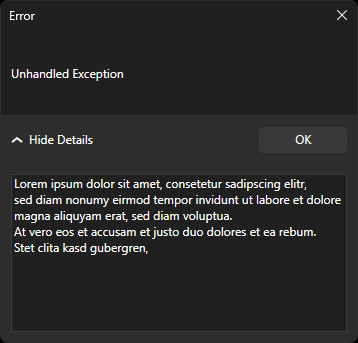 Error
Unhandled Exception
Hide Details
OK
Lorem ipsum dolor sit amet, consetetur sadipscing elitr,
sed diam nonumy eirmod tempor invidunt ut labore et dolore
magna aliquyam erat, sed diam voluptua.
At vero eos et accusam et justo duo dolores et ea rebum.
Stet clita kasd gubergren,